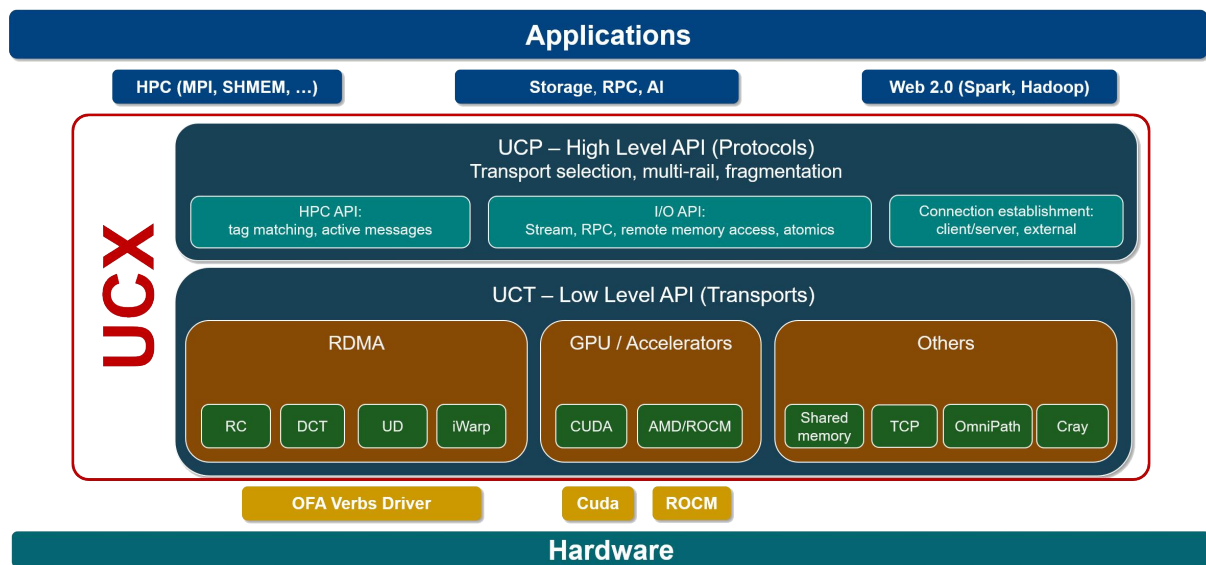 Applications
HPC (MPI, SHMEM, …)
Storage, RPC, AI
Web 2.0 (Spark, Hadoop)
UCX
UCP – High Level API (Protocols)
Transport selection, multi-rail, fragmentation
HPC API:
tag matching, active messages
I/O API:
Stream, RPC, remote memory access, atomics
Connection establishment:
client/server, external
UCT – Low Level API (Transports)
RDMA
RC
DCT
UD
iWarp
GPU / Accelerators
CUDA
AMD/ROCM
Others
Shared
memory
TCP
OmniPath
Cray
OFA Verbs Driver
Cuda
ROCM
Hardware